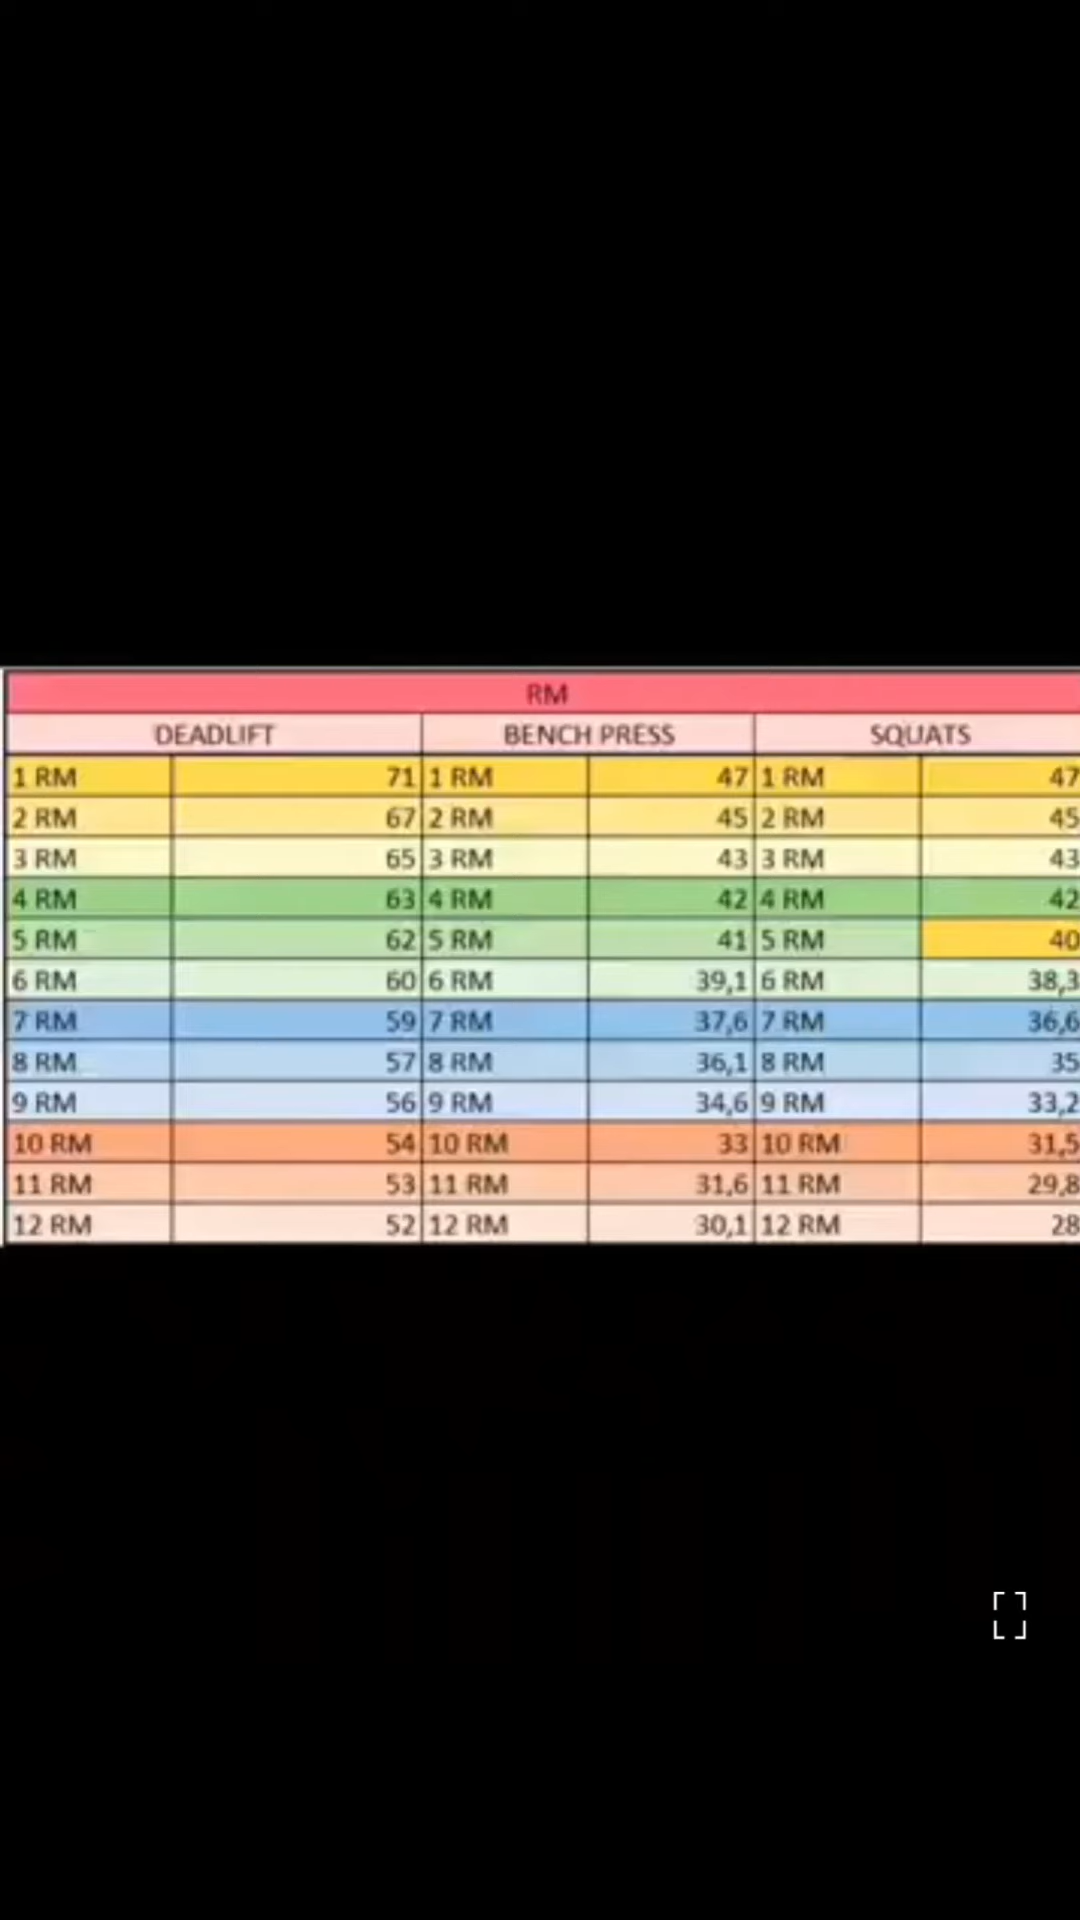 RM
DEADLIFT BENCH PRESS SQUATS
1 RM 71 1 RM 47 1 RM 47
2 RM 67 2 RM 45 2 RM 45
3 RM 65 3 RM 43 3 RM 43
4 RM 63 4 RM 42 4 RM 42
5 RM 62 5 RM 41 5 RM 40
6 RM 60 6 RM 39,1 6 RM 38,3
7 RM 59 7 RM 37,6 7 RM 36,6
8 RM 57 8 RM 36,1 8 RM 35
9 RM 56 9 RM 34,6 9 RM 33,2
10 RM 54 10 RM 33 10 RM 31,5
11 RM 53 11 RM 31,6 11 RM 29,8
12 RM 52 12 RM 30,1 12 RM 28